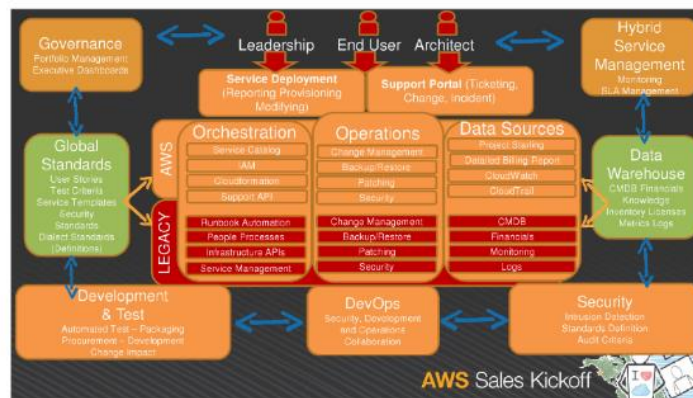 Governance
Portfolio Management
Executive Dashboards
Leadership
End User
Architect
Hybrid
Service
Management
Monitoring
SLA Management
Service Deployment
(Reporting Provisioning
Modifying)
Support Portal (Ticketing,
Change, Incident)
Global
Standards
User Stories
Test Criteria
Service Templates
Security
Standards
Dialect Standards
(Definitions)
AWS
Orchestration
Service Catalog
IAM
Cloudformation
Support API
Operations
Change Management
Backup/Restore
Patching
Security
Data Sources
Project Starling
Detailed Billing Report
CloudWatch
CloudTrail
LEGACY
Runbook Automation
People Processes
Infrastructure APIs
Service Management
Change Management
Backup/Restore
Patching
Security
CMDB
Financials
Monitoring
Logs
Data
Warehouse
CMDB Financials
Knowledge
Inventory Licenses
Metrics Logs
Development
& Test
Automated Test – Packaging
Procurement – Development
Change Impact
DevOps
Security, Development
and Operations
Collaboration
Security
Intrusion Detection
Standards Definition
Audit Criteria
AWS Sales Kickoff
I